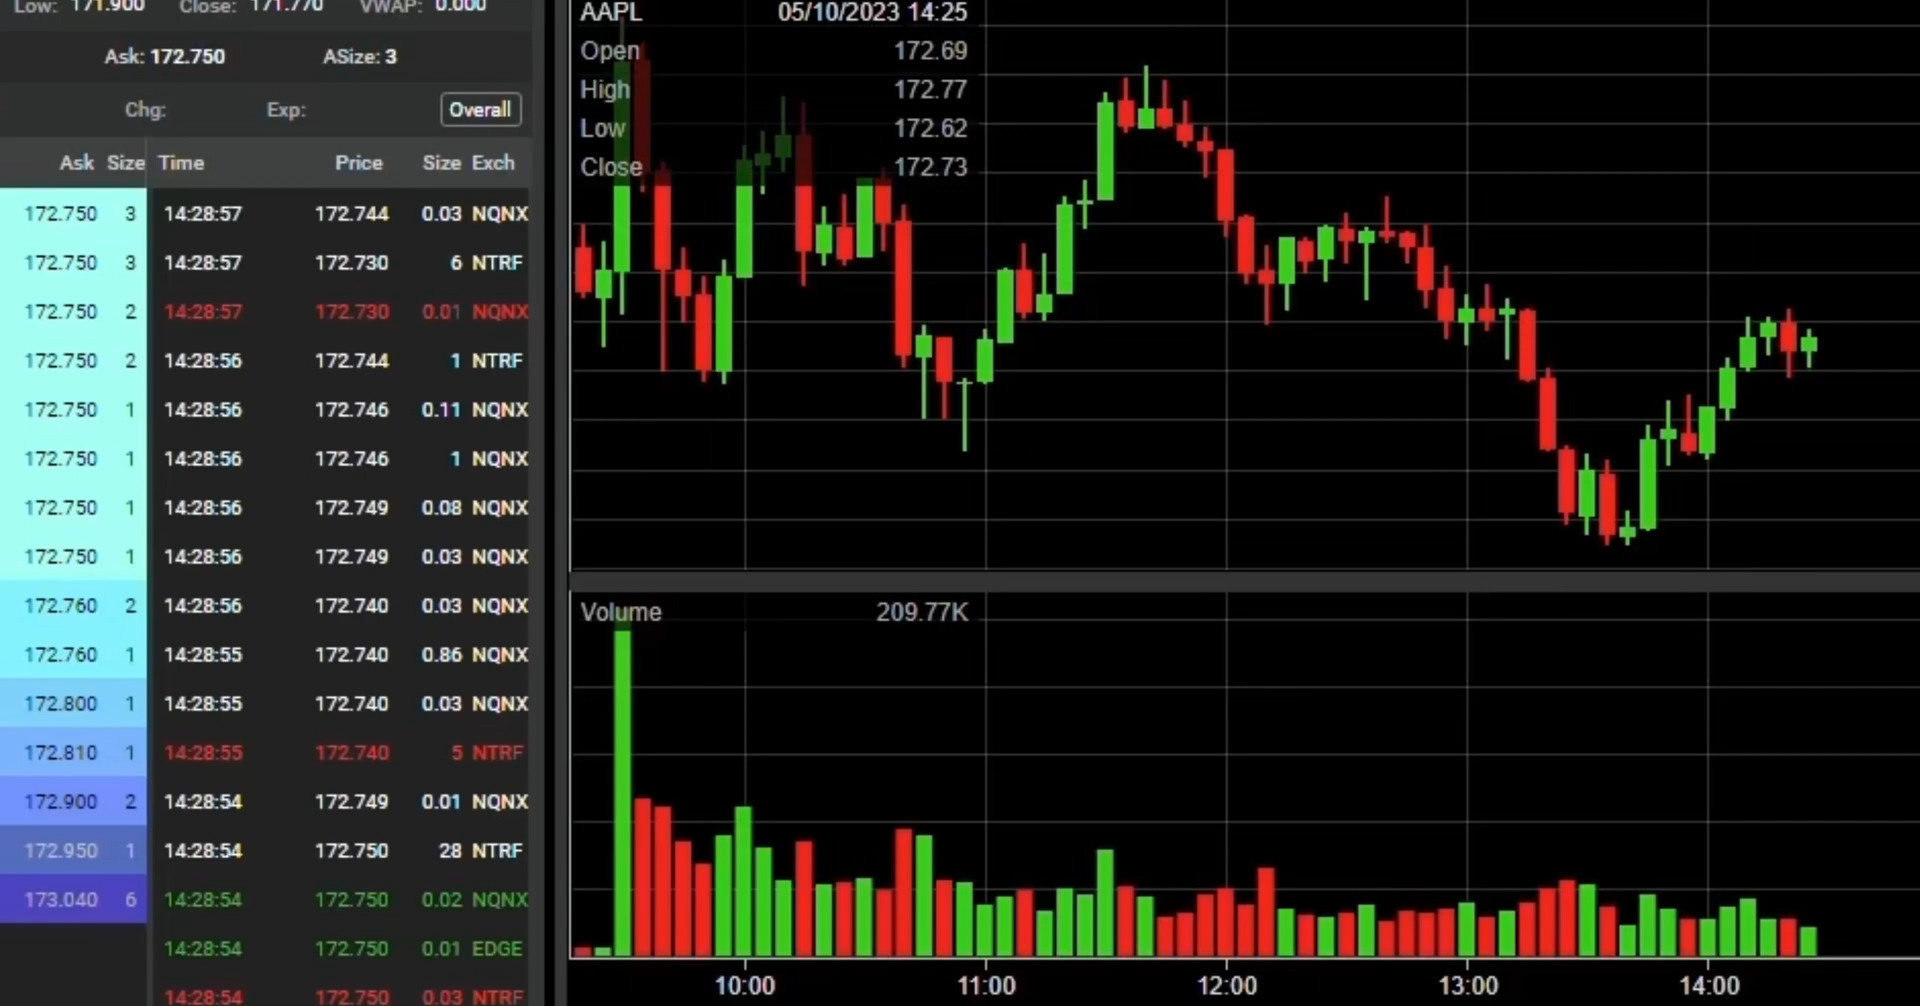 Low: 171.900 Close: 171.770 VWAP: 0.000
Ask: 172.750 ASize: 3
Chg: Exp: Overall
Ask Size Time Price Size Exch
172.750 3 14:28:57 172.744 0.03 NQNX
172.750 3 14:28:57 172.730 6 NTRF
172.750 2 14:28:57 172.730 0.01 NQNX
172.750 2 14:28:56 172.744 1 NTRF
172.750 1 14:28:56 172.746 0.11 NQNX
172.750 1 14:28:56 172.746 1 NQNX
172.750 1 14:28:56 172.749 0.08 NQNX
172.750 1 14:28:56 172.749 0.03 NQNX
172.760 2 14:28:56 172.740 0.03 NQNX
172.760 1 14:28:55 172.740 0.86 NQNX
172.800 1 14:28:55 172.740 0.03 NQNX
172.810 1 14:28:55 172.740 5 NTRF
172.900 2 14:28:54 172.749 0.01 NQNX
172.950 1 14:28:54 172.750 28 NTRF
173.040 6 14:28:54 172.750 0.02 NQNX
14:28:54 172.750 0.01 EDGE
14:28:54 172.750 0.03 NTRF
AAPL 05/10/2023 14:25
Open 172.69
High 172.77
Low 172.62
Close 172.73
Volume 209.77K
10:00 11:00 12:00 13:00 14:00